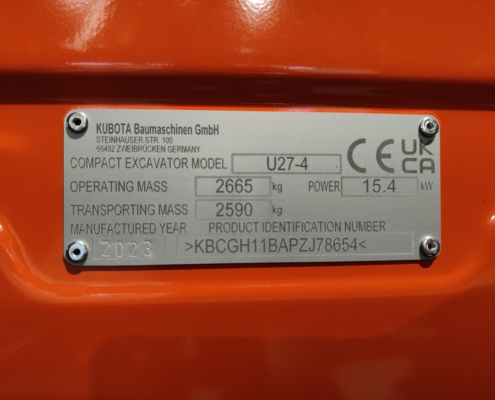 KUBOTA Baumaschinen GmbH
STEINHAUSER STR. 100
66482 ZWEIBRÜCKEN GERMANY
COMPACT EXCAVATOR MODEL U27-4
CE UK CA
OPERATING MASS 2665 kg POWER 15.4 kW
TRANSPORTING MASS 2590 kg
MANUFACTURED YEAR PRODUCT IDENTIFICATION NUMBER
2023 >KBCGH11BAPZJ78654<